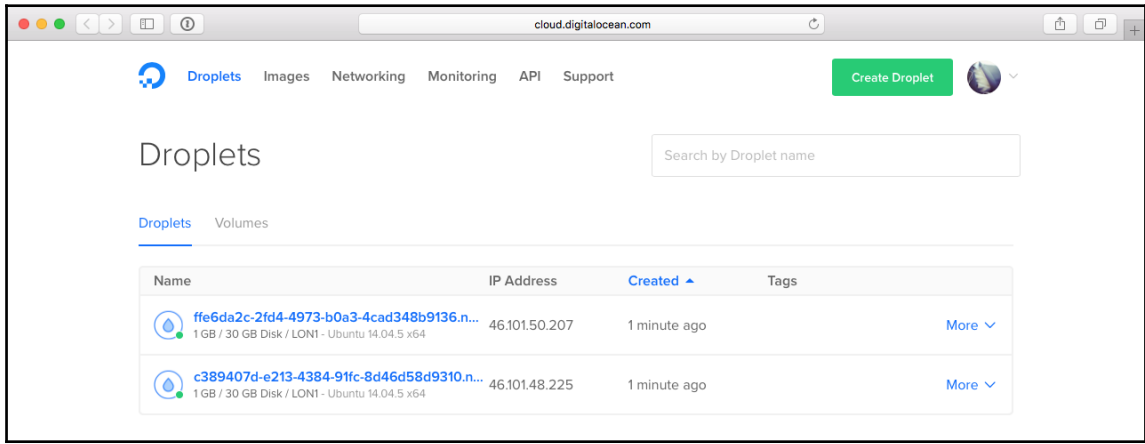 cloud.digitalocean.com
Droplets Images Networking Monitoring API Support Create Droplet
Droplets
Search by Droplet name
Droplets Volumes
Name IP Address Created Tags
ffe6da2c-2fd4-4973-b0a3-4cad348b9136.n... 46.101.50.207 1 minute ago More
1 GB / 30 GB Disk / LON1 - Ubuntu 14.04.5 x64
c389407d-e213-4384-91fc-8d46d58d9310.n... 46.101.48.225 1 minute ago More
1 GB / 30 GB Disk / LON1 - Ubuntu 14.04.5 x64